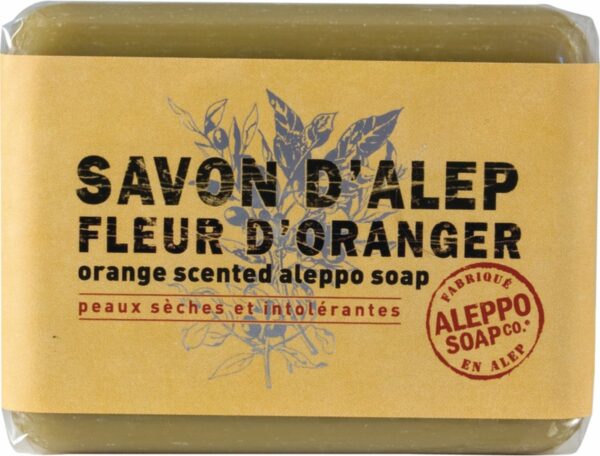 SAVON D'ALEP
FLEUR D'ORANGER
orange scented aleppo soap
peaux sèches et intolérantes
FABRIQUÉ
ALEPPO
SOAP CO.®
EN ALEP